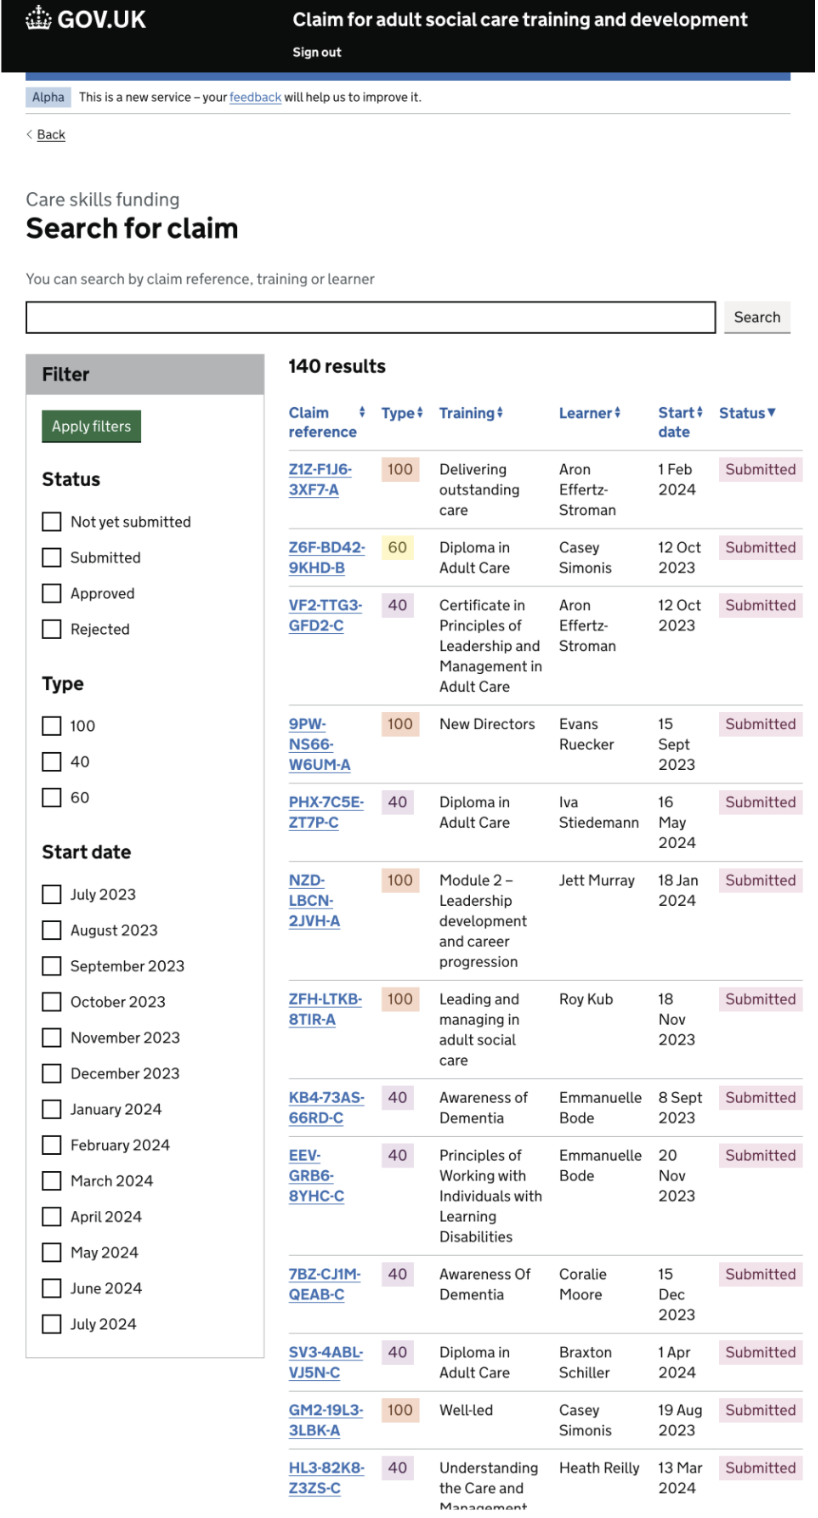 GOV.UK
Claim for adult social care training and development
Sign out
Alpha This is a new service – your feedback will help us to improve it.
Back
Care skills funding
Search for claim
You can search by claim reference, training or learner
Search
Filter
Apply filters
Status
Not yet submitted
Submitted
Approved
Rejected
Type
100
40
60
Start date
July 2023
August 2023
September 2023
October 2023
November 2023
December 2023
January 2024
February 2024
March 2024
April 2024
May 2024
June 2024
July 2024
140 results
Claim Type Training Learner Start Status
reference date
Z1Z-F1J6- 100 Delivering Aron 1 Feb Submitted
3XF7-A outstanding Effertz- 2024
care Stroman
Z6F-BD42- 60 Diploma in Casey 12 Oct Submitted
9KHD-B Adult Care Simonis 2023
VF2-TTG3- 40 Certificate in Aron 12 Oct Submitted
GFD2-C Principles of Effertz- 2023
Leadership and Stroman
Management in
Adult Care
9PW- 100 New Directors Evans 15 Submitted
NS66- Ruecker Sept
W6UM-A 2023
PHX-7C5E- 40 Diploma in Iva 16 Submitted
ZT7P-C Adult Care Stiedemann May
2024
NZD- 100 Module 2 – Jett Murray 18 Jan Submitted
LBCN- Leadership 2024
2JVH-A development
and career
progression
ZFH-LTKB- 100 Leading and Roy Kub 18 Submitted
8TIR-A managing in Nov
adult social 2023
care
KB4-73AS- 40 Awareness of Emmanuelle 8 Sept Submitted
66RD-C Dementia Bode 2023
EEV- 40 Principles of Emmanuelle 20 Submitted
GRB6- Working with Bode Nov
8YHC-C Individuals with 2023
Learning
Disabilities
7BZ-CJ1M- 40 Awareness Of Coralie 15 Submitted
QEAB-C Dementia Moore Dec
2023
SV3-4ABL- 40 Diploma in Braxton 1 Apr Submitted
VJ5N-C Adult Care Schiller 2024
GM2-19L3- 100 Well-led Casey 19 Aug Submitted
3LBK-A Simonis 2023
HL3-82K8- 40 Understanding Heath Reilly 13 Mar Submitted
Z3ZS-C the Care and 2024
Management